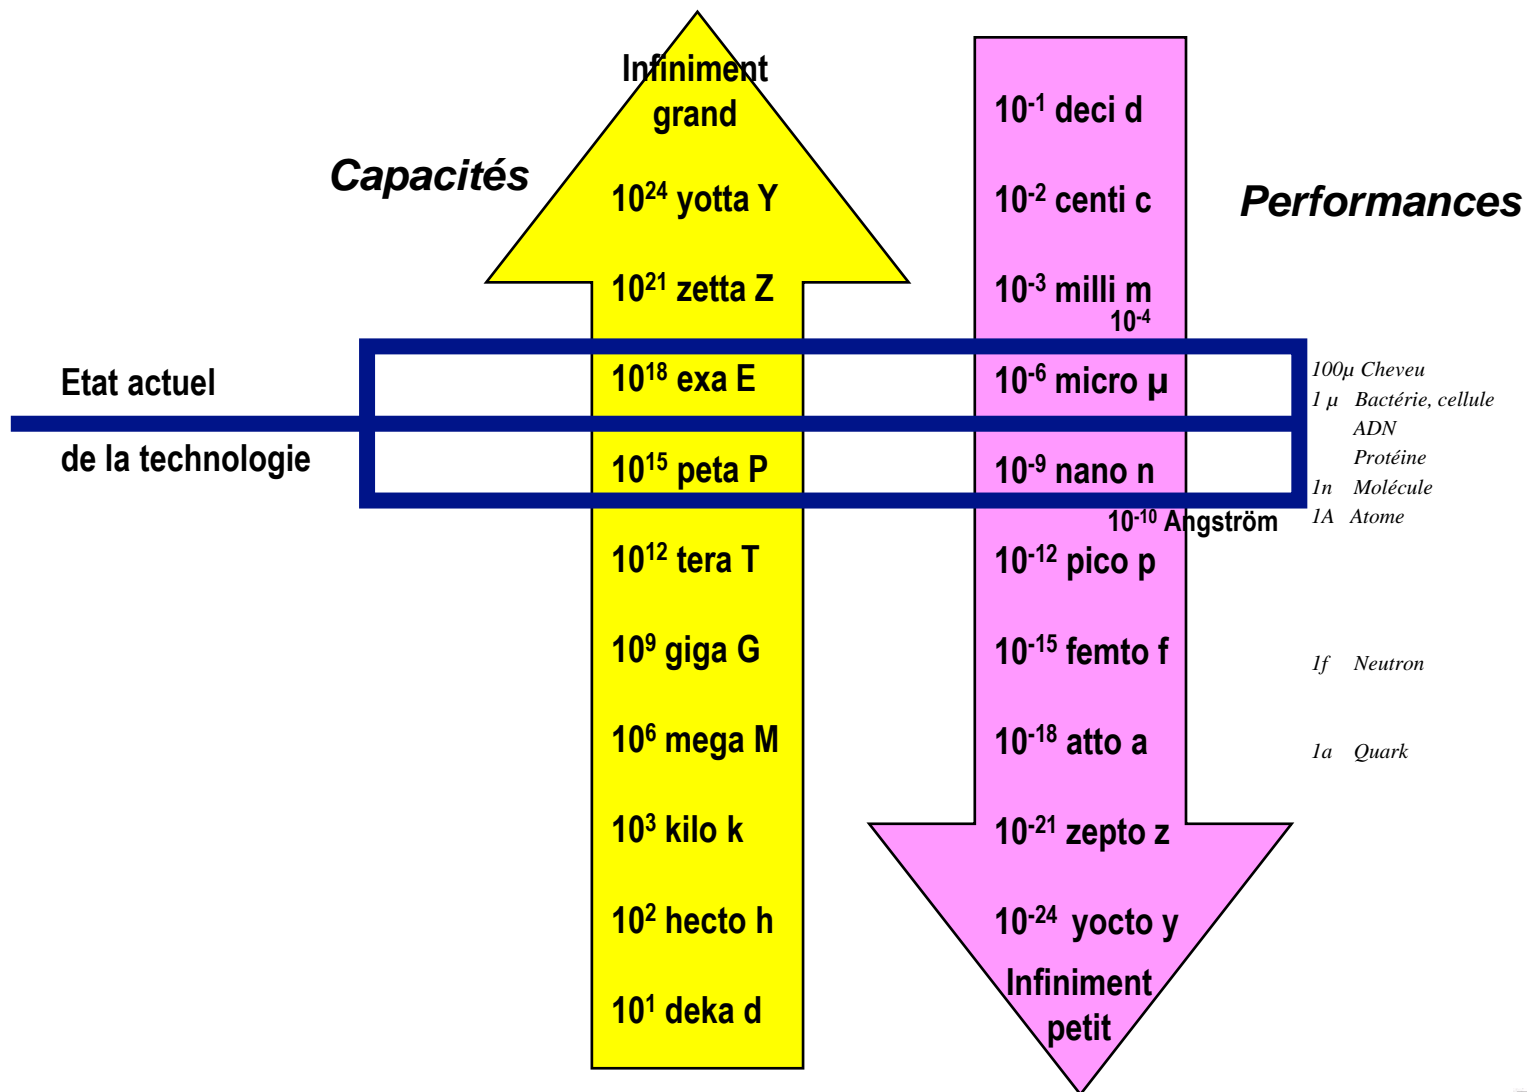 Capacités
Infiniment
grand
10²⁴ yotta Y
10²¹ zetta Z
10¹⁸ exa E
10¹⁵ peta P
10¹² tera T
10⁹ giga G
10⁶ mega M
10³ kilo k
10² hecto h
10¹ deka d
Etat actuel
de la technologie
Performances
10⁻¹ deci d
10⁻² centi c
10⁻³ milli m
10⁻⁴
10⁻⁶ micro µ
10⁻⁹ nano n
10⁻¹⁰ Angström
10⁻¹² pico p
10⁻¹⁵ femto f
10⁻¹⁸ atto a
10⁻²¹ zepto z
10⁻²⁴ yocto y
Infiniment
petit
100µ Cheveu
1 µ Bactérie, cellule
ADN
Protéine
1n Molécule
1A Atome
1f Neutron
1a Quark